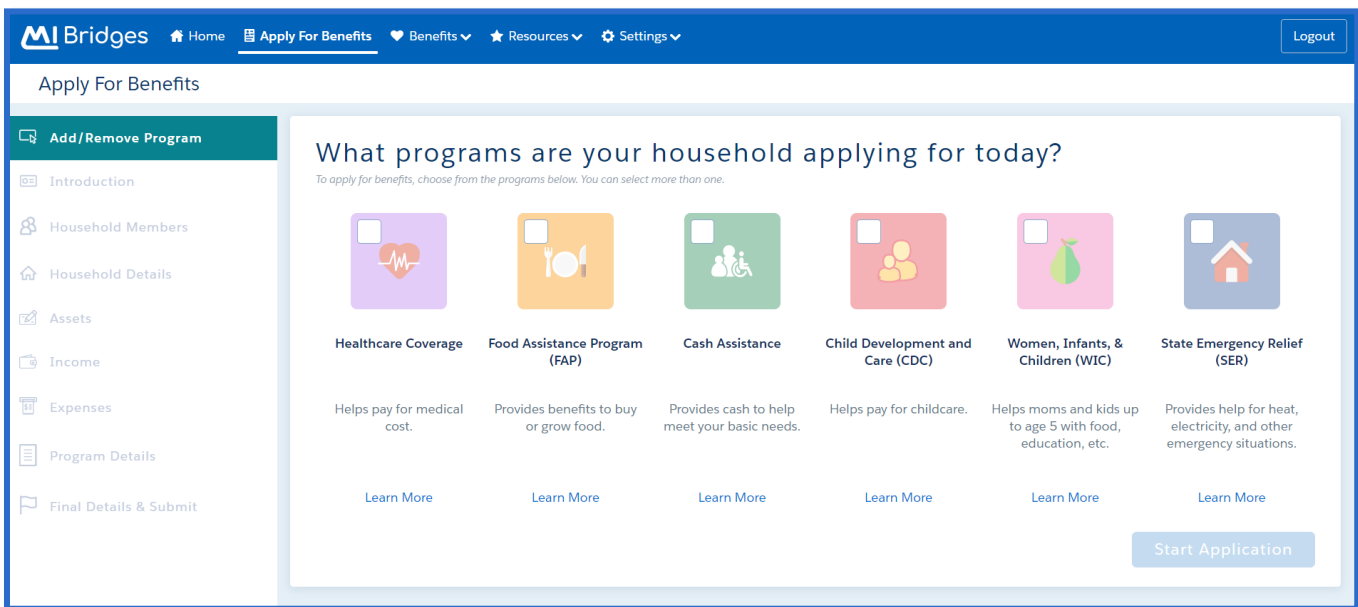 MI Bridges Home Apply For Benefits Benefits Resources Settings Logout
Apply For Benefits
Add/Remove Program
Introduction
Household Members
Household Details
Assets
Income
Expenses
Program Details
Final Details & Submit
What programs are your household applying for today?
To apply for benefits, choose from the programs below. You can select more than one.
Healthcare Coverage
Helps pay for medical
cost.
Learn More
Food Assistance Program
(FAP)
Provides benefits to buy
or grow food.
Learn More
Cash Assistance
Provides cash to help
meet your basic needs.
Learn More
Child Development and
Care (CDC)
Helps pay for childcare.
Learn More
Women, Infants, &
Children (WIC)
Helps moms and kids up
to age 5 with food,
education, etc.
Learn More
State Emergency Relief
(SER)
Provides help for heat,
electricity, and other
emergency situations.
Learn More
Start Application